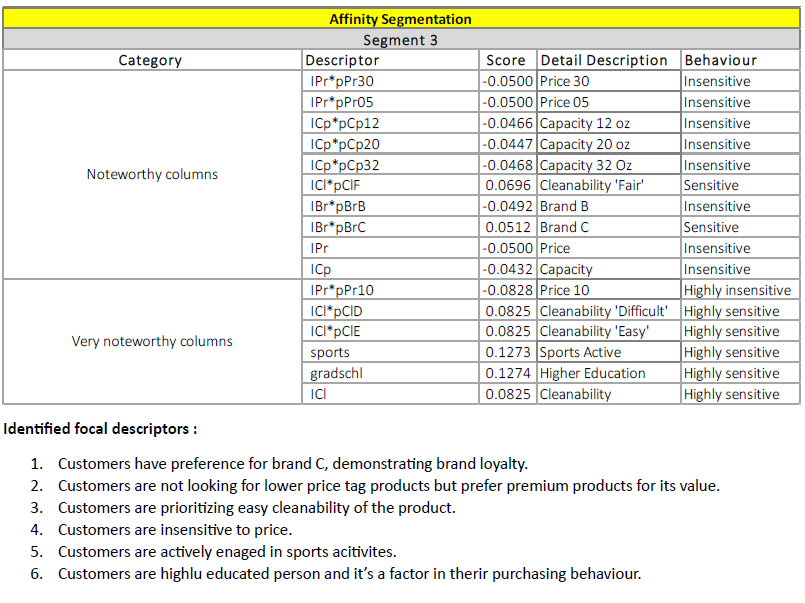 Affinity Segmentation
Segment 3
Category Descriptor Score Detail Description Behaviour
Noteworthy columns
IPr*pPr30 -0.0500 Price 30 Insensitive
IPr*pPr05 -0.0500 Price 05 Insensitive
ICp*pCp12 -0.0466 Capacity 12 oz Insensitive
ICp*pCp20 -0.0447 Capacity 20 oz Insensitive
ICp*pCp32 -0.0468 Capacity 32 Oz Insensitive
ICl*pClF 0.0696 Cleanability 'Fair' Sensitive
IBr*pBrB -0.0492 Brand B Insensitive
IBr*pBrC 0.0512 Brand C Sensitive
IPr -0.0500 Price Insensitive
ICp -0.0432 Capacity Insensitive
Very noteworthy columns
IPr*pPr10 -0.0828 Price 10 Highly insensitive
ICl*pClD 0.0825 Cleanability 'Difficult' Highly sensitive
ICl*pClE 0.0825 Cleanability 'Easy' Highly sensitive
sports 0.1273 Sports Active Highly sensitive
gradschl 0.1274 Higher Education Highly sensitive
ICl 0.0825 Cleanability Highly sensitive
Identified focal descriptors :
1. Customers have preference for brand C, demonstrating brand loyalty.
2. Customers are not looking for lower price tag products but prefer premium products for its value.
3. Customers are prioritizing easy cleanability of the product.
4. Customers are insensitive to price.
5. Customers are actively enaged in sports acitivites.
6. Customers are highlu educated person and it's a factor in therir purchasing behaviour.